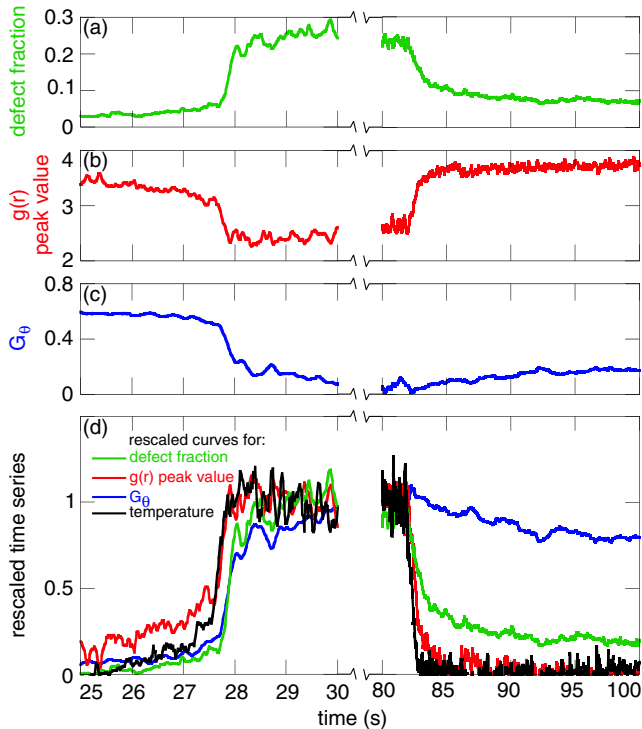 (a)
defect fraction
0.3
0.2
0.1
0
(b)
g(r)
peak value
4
3
2
(c)
Gθ
0.8
0.4
0
(d)
rescaled curves for:
defect fraction
g(r) peak value
Gθ
temperature
rescaled time series
1
0.5
0
25 26 27 28 29 30 80 85 90 95 100
time (s)